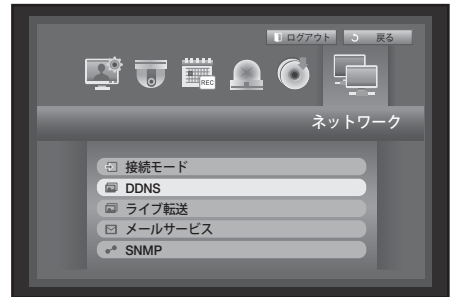 ログアウト 戻る
REC
ネットワーク
接続モード
DDNS
ライブ転送
メールサービス
SNMP